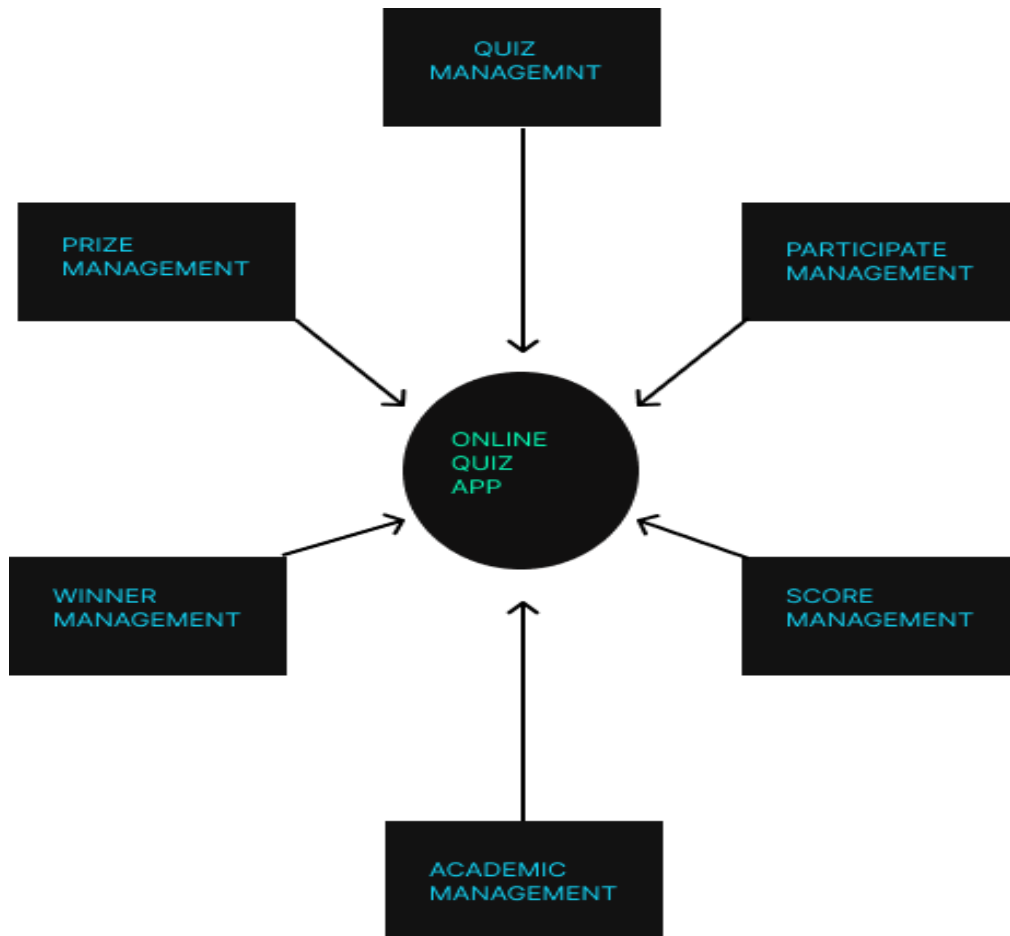 QUIZ
MANAGEMNT
PRIZE
MANAGEMENT
PARTICIPATE
MANAGEMENT
ONLINE
QUIZ
APP
WINNER
MANAGEMENT
SCORE
MANAGEMENT
ACADEMIC
MANAGEMENT